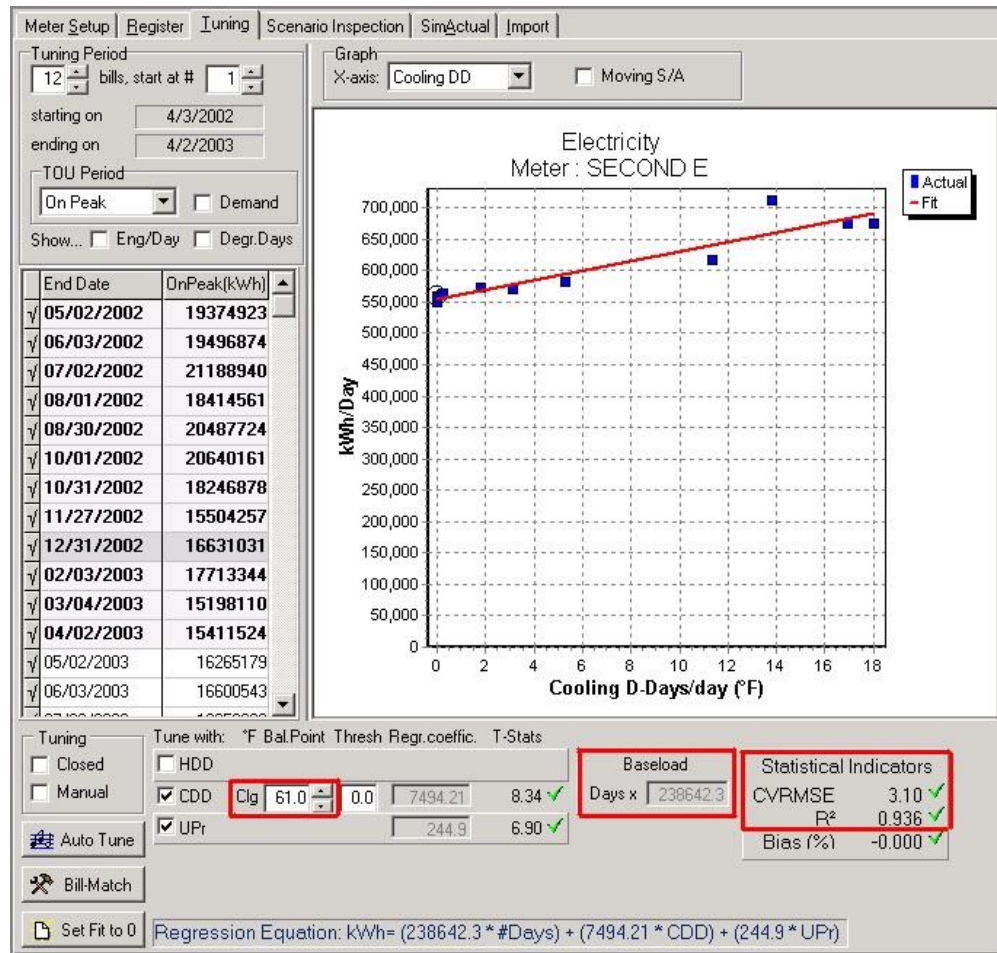 Meter Setup Register Tuning Scenario Inspection SimActual Import
Tuning Period
12 bills, start at # 1
starting on 4/3/2002
ending on 4/2/2003
TOU Period
On Peak Demand
Show... Eng/Day Degr.Days
End Date OnPeak(kWh)
√ 05/02/2002 19374923
√ 06/03/2002 19496874
√ 07/02/2002 21188940
√ 08/01/2002 18414561
√ 08/30/2002 20487724
√ 10/01/2002 20640161
√ 10/31/2002 18246878
√ 11/27/2002 15504257
√ 12/31/2002 16631031
√ 02/03/2003 17713344
√ 03/04/2003 15198110
√ 04/02/2003 15411524
√ 05/02/2003 16265179
√ 06/03/2003 16600543
Graph
X-axis: Cooling DD Moving S/A
Electricity
Meter : SECOND E
Actual
Fit
kWh/Day
700,000
650,000
600,000
550,000
500,000
450,000
400,000
350,000
300,000
250,000
200,000
150,000
100,000
50,000
0
0 2 4 6 8 10 12 14 16 18
Cooling D-Days/day (°F)
Tuning
Closed
Manual
Auto Tune
Bill-Match
Set Fit to 0
Tune with: °F Bal.Point Thresh Regr.coeffic. T-Stats
HDD
CDD Clg 61.0 0.0 7494.21 8.34 ✓
UPr 244.9 6.90 ✓
Baseload
Days x 238642.3
Statistical Indicators
CVRMSE 3.10 ✓
R² 0.936 ✓
Bias (%) -0.000 ✓
Regression Equation: kWh= (238642.3 * #Days) + (7494.21 * CDD) + (244.9 * UPr)